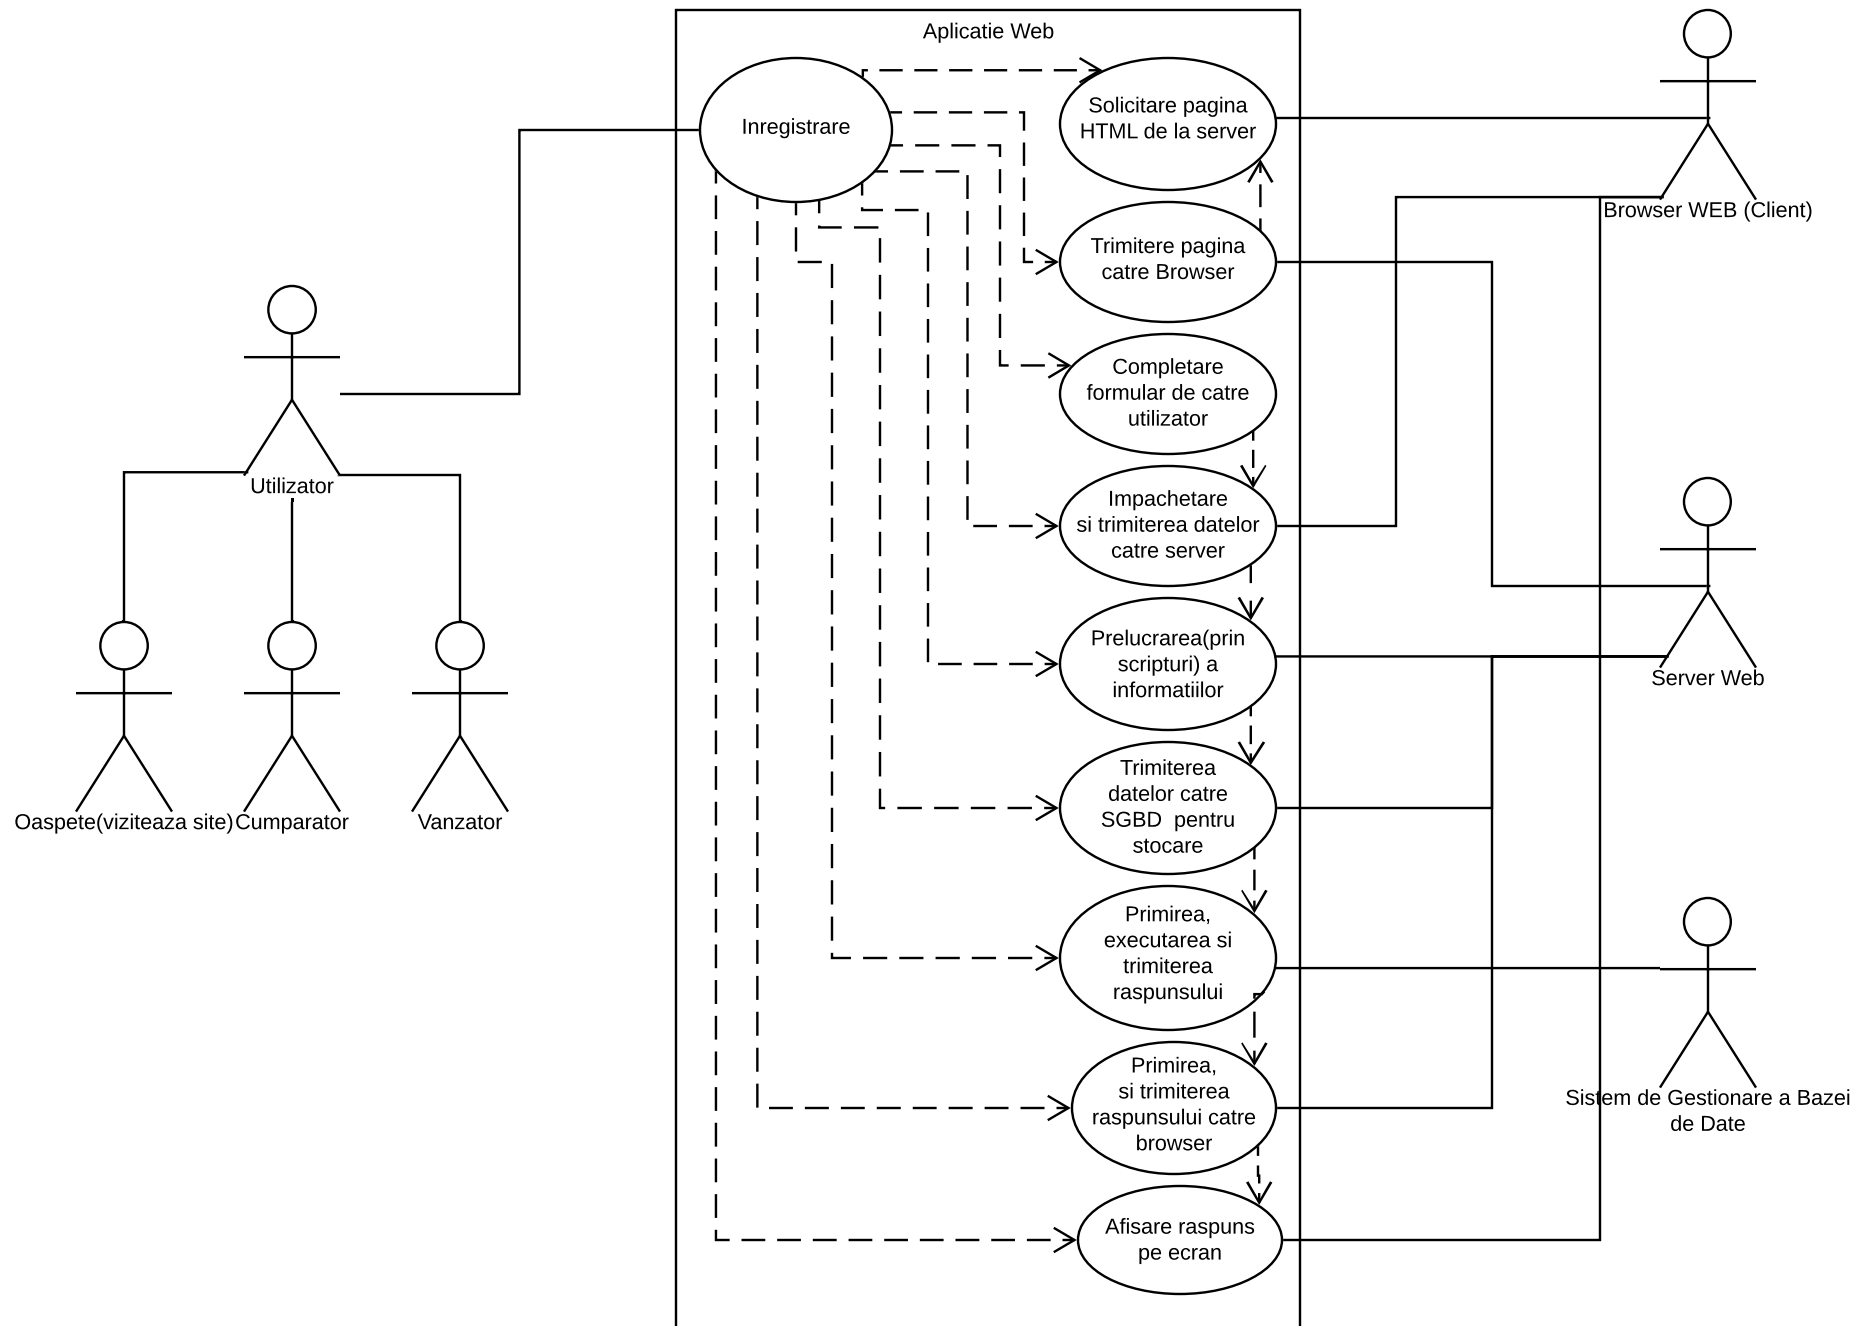 Aplicatie Web
Inregistrare
Solicitare pagina
HTML de la server
Browser WEB (Client)
Trimitere pagina
catre Browser
Completare
formular de catre
utilizator
Utilizator
Impachetare
si trimiterea datelor
catre server
Prelucrarea(prin
scripturi) a
informatiilor
Server Web
Trimiterea
datelor catre
SGBD  pentru
stocare
Oaspete(viziteaza site)
Cumparator
Vanzator
Primirea,
executarea si
trimiterea
raspunsului
Primirea,
si trimiterea
raspunsului catre
browser
Sistem de Gestionare a Bazei
de Date
Afisare raspuns
pe ecran